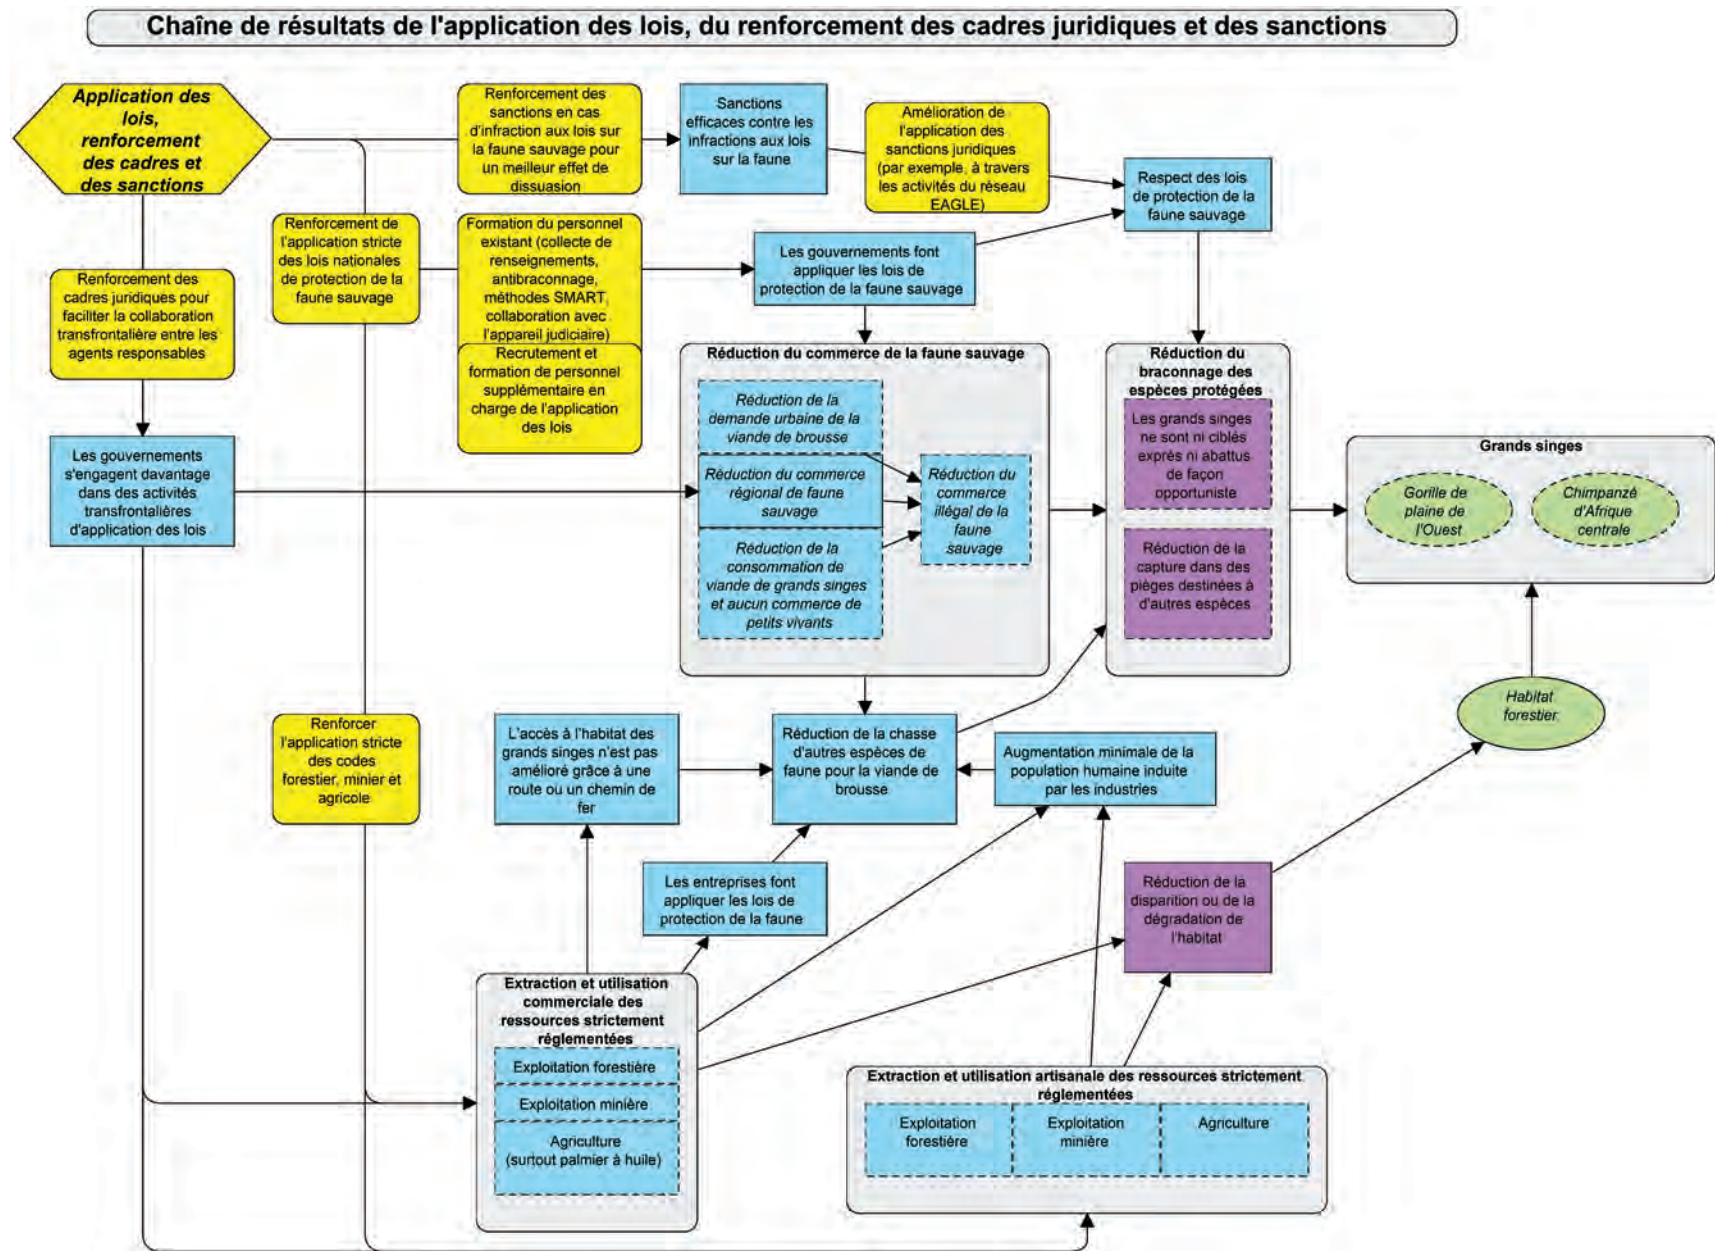 Chaîne de résultats de l'application des lois, du renforcement des cadres juridiques et des sanctions
Application des
lois,
renforcement
des cadres et
des sanctions
Renforcement des
sanctions en cas
d'infraction aux lois sur
la faune sauvage pour
un meilleur effet de
dissuasion
Sanctions
efficaces contre les
infractions aux lois
sur la faune
Amélioration de
l'application des
sanctions juridiques
(par exemple, à travers
les activités du réseau
EAGLE)
Respect des lois
de protection de la
faune sauvage
Renforcement de
l'application stricte
des lois nationales
de protection de la
faune sauvage
Formation du personnel
existant (collecte de
renseignements,
antibraconnage,
méthodes SMART,
collaboration avec
l'appareil judiciaire)
Les gouvernements font
appliquer les lois de
protection de la faune sauvage
Renforcement des
cadres juridiques pour
faciliter la collaboration
transfrontalière entre les
agents responsables
Recrutement et
formation de personnel
supplémentaire en
charge de l'application
des lois
Réduction du commerce de la faune sauvage
Réduction de la
demande urbaine de la
viande de brousse
Réduction du commerce
régional de faune
sauvage
Réduction de la
consommation de
viande de grands singes
et aucun commerce de
petits vivants
Réduction du
commerce
illégal de la
faune
sauvage
Réduction du
braconnage des
espèces protégées
Les grands singes
ne sont ni ciblés
exprès ni abattus
de façon
opportuniste
Réduction de la
capture dans des
pièges destinées à
d'autres espèces
Grands singes
Gorille de
plaine de
l'Ouest
Chimpanzé
d'Afrique
centrale
Les gouvernements
s'engagent davantage
dans des activités
transfrontalières
d'application des lois
Habitat
forestier
Renforcer
l'application stricte
des codes
forestier, minier et
agricole
L'accès à l'habitat des
grands singes n'est pas
amélioré grâce à une
route ou un chemin de
fer
Réduction de la chasse
d'autres espèces de
faune pour la viande de
brousse
Augmentation minimale de la
population humaine induite
par les industries
Les entreprises font
appliquer les lois de
protection de la faune
Réduction de la
disparition ou de la
dégradation de
l'habitat
Extraction et utilisation
commerciale des
ressources strictement
réglementées
Exploitation forestière
Exploitation minière
Agriculture
(surtout palmier à huile)
Extraction et utilisation artisanale des ressources strictement
réglementées
Exploitation
forestière
Exploitation
minière
Agriculture